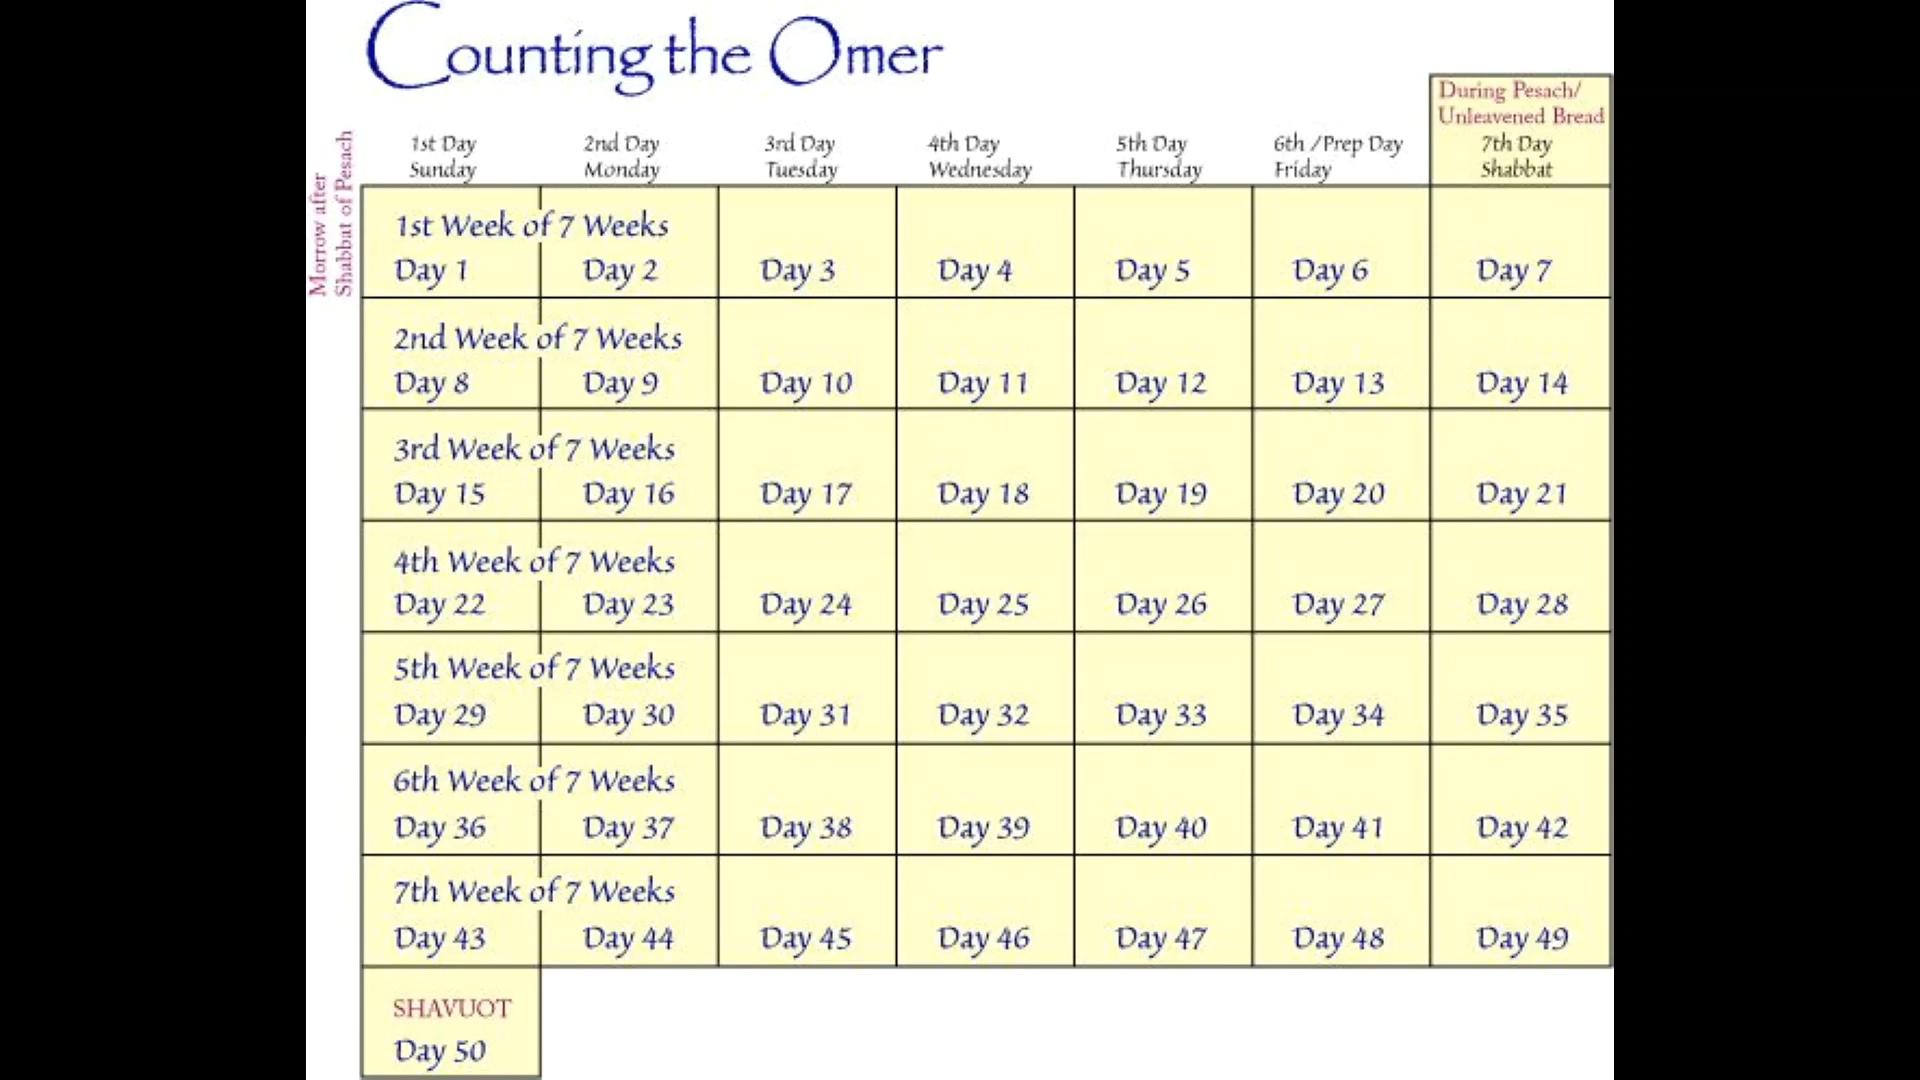 Counting the Omer
During Pesach/
Unleavened Bread
1st Day 2nd Day 3rd Day 4th Day 5th Day 6th /Prep Day 7th Day
Sunday Monday Tuesday Wednesday Thursday Friday Shabbat
Morrow after
Shabbat of Pesach
1st Week of 7 Weeks
Day 1 Day 2 Day 3 Day 4 Day 5 Day 6 Day 7
2nd Week of 7 Weeks
Day 8 Day 9 Day 10 Day 11 Day 12 Day 13 Day 14
3rd Week of 7 Weeks
Day 15 Day 16 Day 17 Day 18 Day 19 Day 20 Day 21
4th Week of 7 Weeks
Day 22 Day 23 Day 24 Day 25 Day 26 Day 27 Day 28
5th Week of 7 Weeks
Day 29 Day 30 Day 31 Day 32 Day 33 Day 34 Day 35
6th Week of 7 Weeks
Day 36 Day 37 Day 38 Day 39 Day 40 Day 41 Day 42
7th Week of 7 Weeks
Day 43 Day 44 Day 45 Day 46 Day 47 Day 48 Day 49
SHAVUOT
Day 50